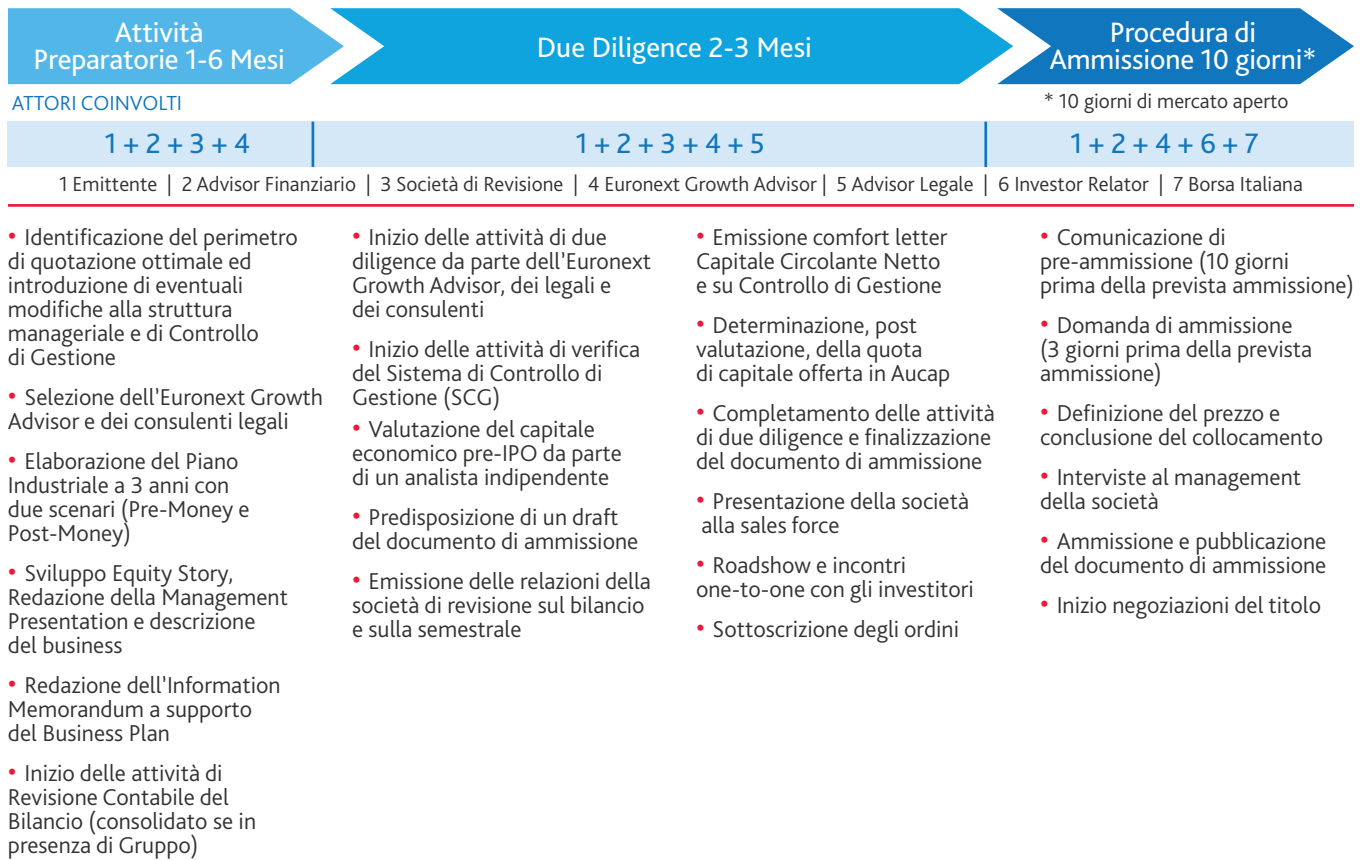 Attività
Preparatorie 1-6 Mesi
Due Diligence 2-3 Mesi
Procedura di
Ammissione 10 giorni*
ATTORI COINVOLTI
* 10 giorni di mercato aperto
1 + 2 + 3 + 4
1 + 2 + 3 + 4 + 5
1 + 2 + 4 + 6 + 7
1 Emittente | 2 Advisor Finanziario | 3 Società di Revisione | 4 Euronext Growth Advisor | 5 Advisor Legale | 6 Investor Relator | 7 Borsa Italiana
• Identificazione del perimetro
di quotazione ottimale ed
introduzione di eventuali
modifiche alla struttura
manageriale e di Controllo
di Gestione
• Selezione dell'Euronext Growth
Advisor e dei consulenti legali
• Elaborazione del Piano
Industriale a 3 anni con
due scenari (Pre-Money e
Post-Money)
• Sviluppo Equity Story,
Redazione della Management
Presentation e descrizione
del business
• Redazione dell'Information
Memorandum a supporto
del Business Plan
• Inizio delle attività di
Revisione Contabile del
Bilancio (consolidato se in
presenza di Gruppo)
• Inizio delle attività di due
diligence da parte dell'Euronext
Growth Advisor, dei legali e
dei consulenti
• Inizio delle attività di verifica
del Sistema di Controllo di
Gestione (SCG)
• Valutazione del capitale
economico pre-IPO da parte
di un analista indipendente
• Predisposizione di un draft
del documento di ammissione
• Emissione delle relazioni della
società di revisione sul bilancio
e sulla semestrale
• Emissione comfort letter
Capitale Circolante Netto
e su Controllo di Gestione
• Determinazione, post
valutazione, della quota
di capitale offerta in Aucap
• Completamento delle attività
di due diligence e finalizzazione
del documento di ammissione
• Presentazione della società
alla sales force
• Roadshow e incontri
one-to-one con gli investitori
• Sottoscrizione degli ordini
• Comunicazione di
pre-ammissione (10 giorni
prima della prevista ammissione)
• Domanda di ammissione
(3 giorni prima della prevista
ammissione)
• Definizione del prezzo e
conclusione del collocamento
• Interviste al management
della società
• Ammissione e pubblicazione
del documento di ammissione
• Inizio negoziazioni del titolo